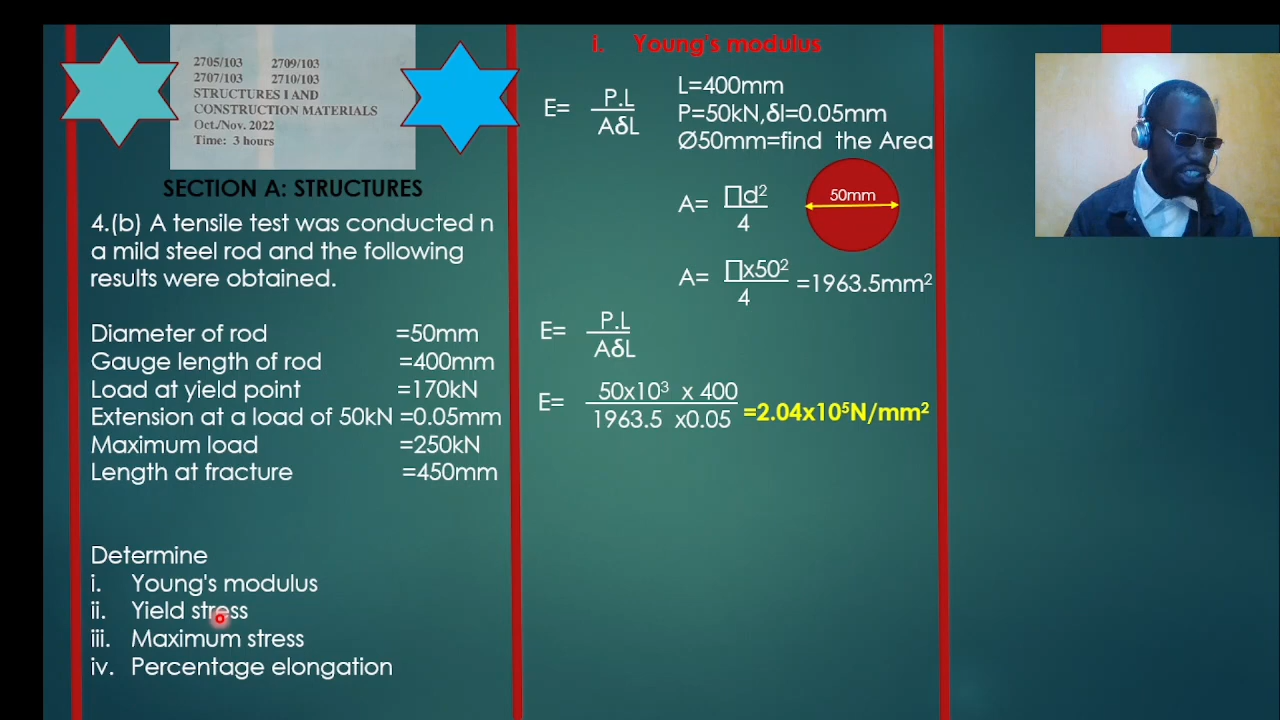 2705/103 2709/103
2707/103 2710/103
STRUCTURES I AND
CONSTRUCTION MATERIALS
Oct./Nov. 2022
Time: 3 hours
SECTION A: STRUCTURES
4.(b) A tensile test was conducted n
a mild steel rod and the following
results were obtained.
Diameter of rod =50mm
Gauge length of rod =400mm
Load at yield point =170kN
Extension at a load of 50kN =0.05mm
Maximum load =250kN
Length at fracture =450mm
Determine
i. Young's modulus
ii. Yield stress
iii. Maximum stress
iv. Percentage elongation
i. Young's modulus
E= P.L
AδL
L=400mm
P=50kN,δl=0.05mm
Ø50mm=find the Area
A= ∏d²
4
50mm
A= ∏x50² =1963.5mm²
4
E= P.L
AδL
E= 50x10³ x 400
1963.5 x0.05 =2.04x10⁵N/mm²